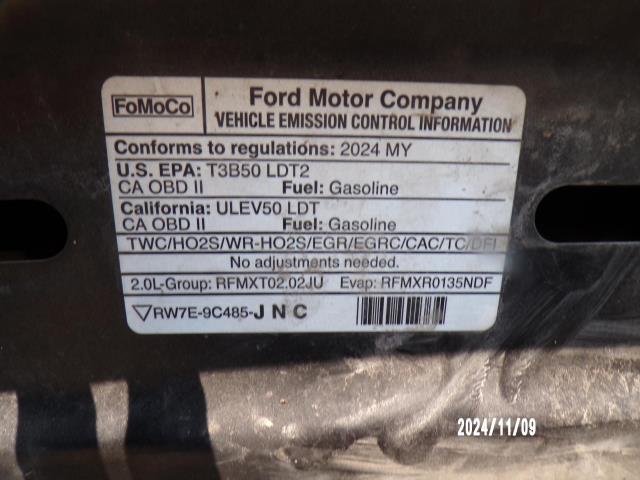 FoMoCo
Ford Motor Company
VEHICLE EMISSION CONTROL INFORMATION
Conforms to regulations: 2024 MY
U.S. EPA: T3B50 LDT2
CA OBD II Fuel: Gasoline
California: ULEV50 LDT
CA OBD II Fuel: Gasoline
TWC/HO2S/WR-HO2S/EGR/EGRC/CAC/TC/DFI
No adjustments needed.
2.0L-Group: RFMXT02.02JU Evap: RFMXR0135NDF
RW7E-9C485-J N C
2024/11/09